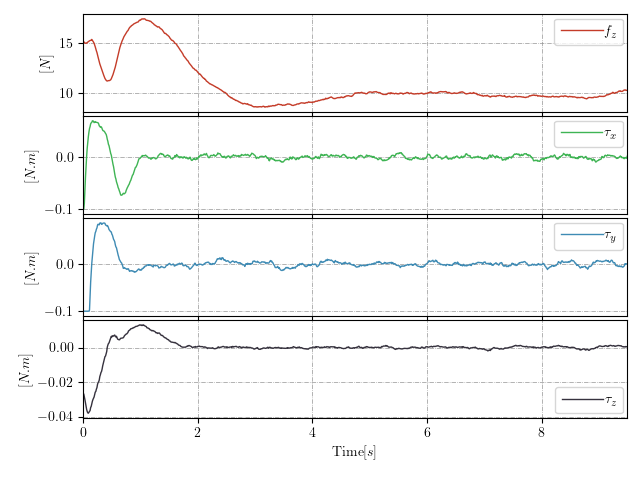 [N]
15
10
f_z
[N.m]
0.0
−0.1
τ_x
[N.m]
0.0
−0.1
τ_y
[N.m]
0.00
−0.02
−0.04
τ_z
0 2 4 6 8
Time[s]